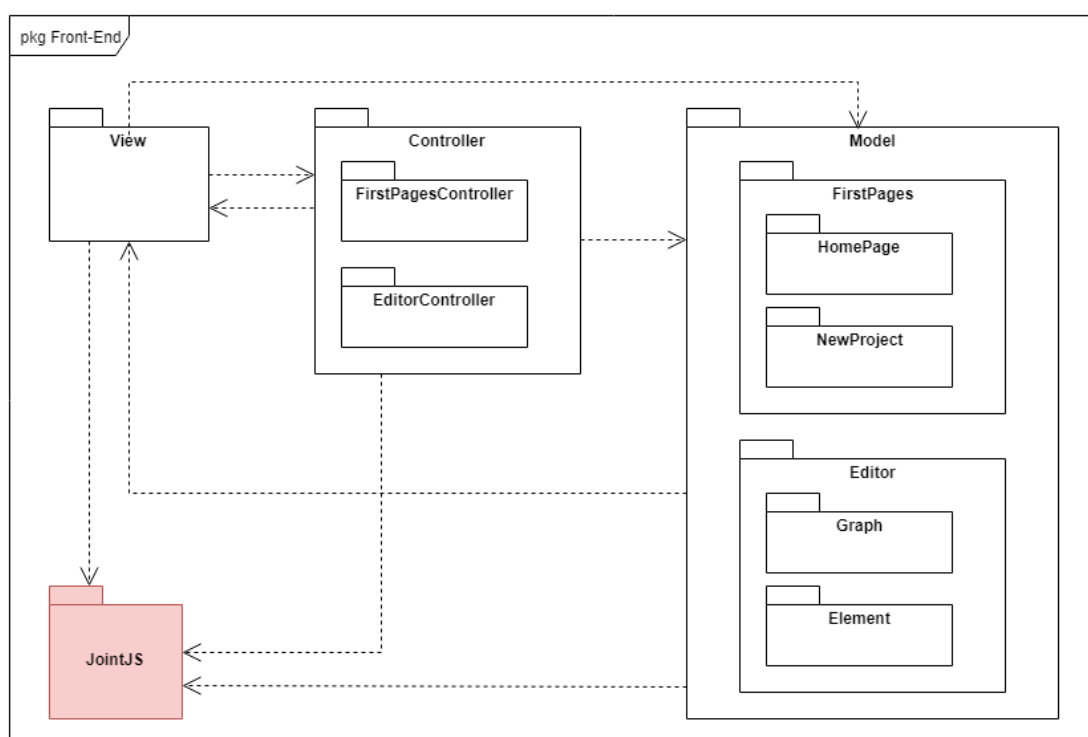 pkg Front-End
View
Controller
FirstPagesController
EditorController
Model
FirstPages
HomePage
NewProject
Editor
Graph
Element
JointJS